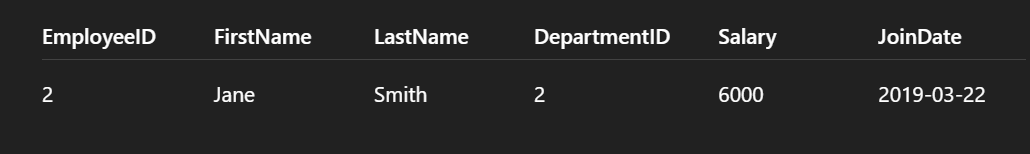 EmployeeID FirstName LastName DepartmentID Salary JoinDate
2 Jane Smith 2 6000 2019-03-22